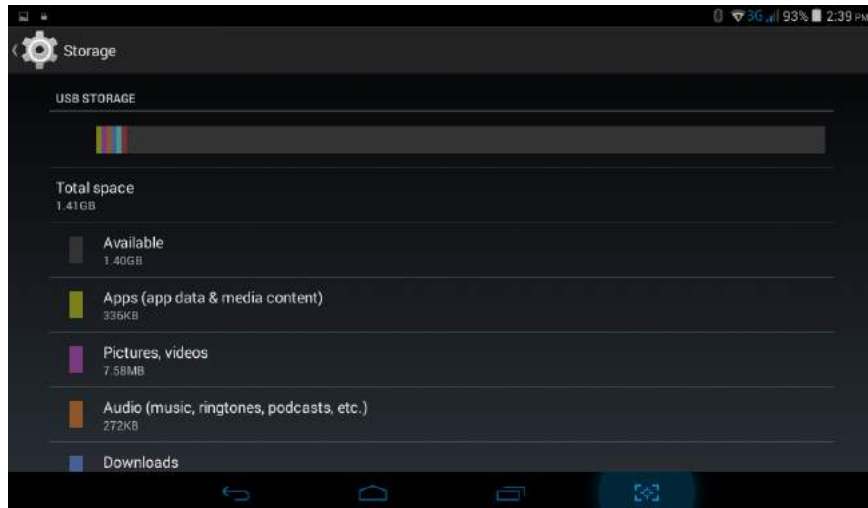 3G 93% 2:39 PM
Storage
USB STORAGE
Total space
1.41GB
Available
1.40GB
Apps (app data & media content)
336KB
Pictures, videos
7.58MB
Audio (music, ringtones, podcasts, etc.)
272KB
Downloads